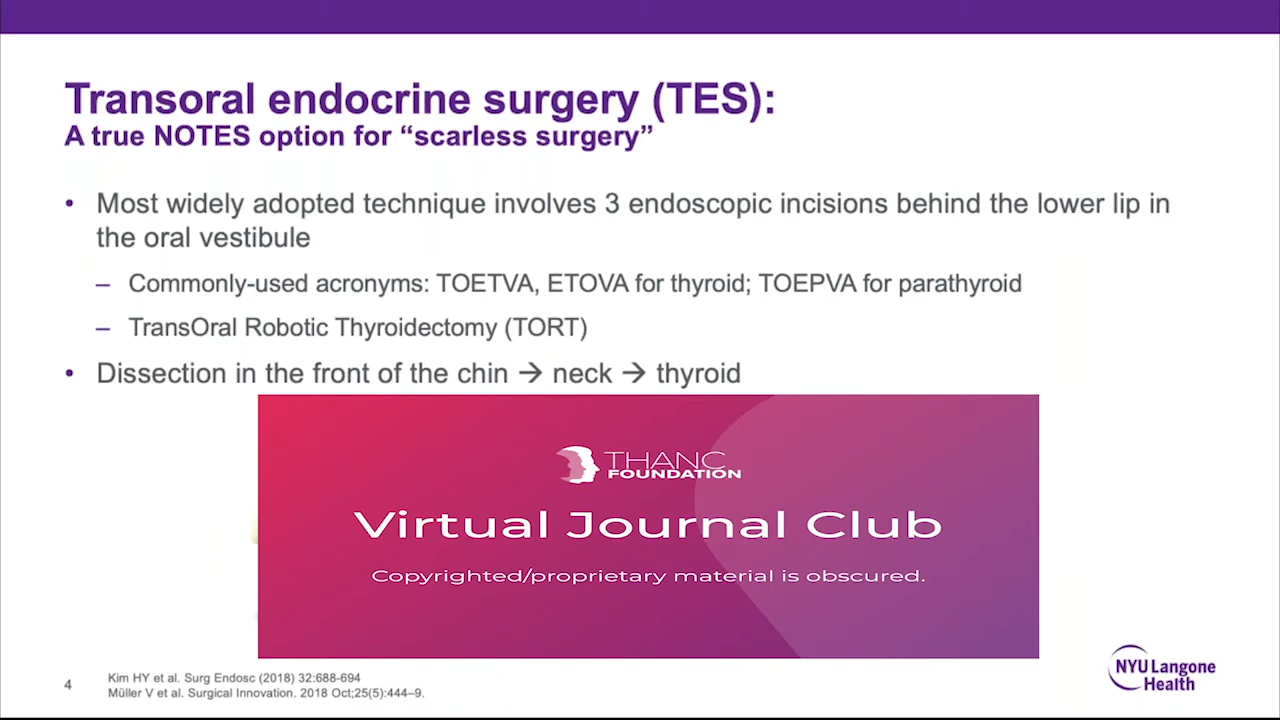 Transoral endocrine surgery (TES):
A true NOTES option for “scarless surgery”
• Most widely adopted technique involves 3 endoscopic incisions behind the lower lip in
the oral vestibule
– Commonly-used acronyms: TOETVA, ETOVA for thyroid; TOEPVA for parathyroid
– TransOral Robotic Thyroidectomy (TORT)
• Dissection in the front of the chin → neck → thyroid
THANC
FOUNDATION
Virtual Journal Club
Copyrighted/proprietary material is obscured.
4
Kim HY et al. Surg Endosc (2018) 32:688-694
Müller V et al. Surgical Innovation. 2018 Oct;25(5):444–9.
NYU Langone
Health